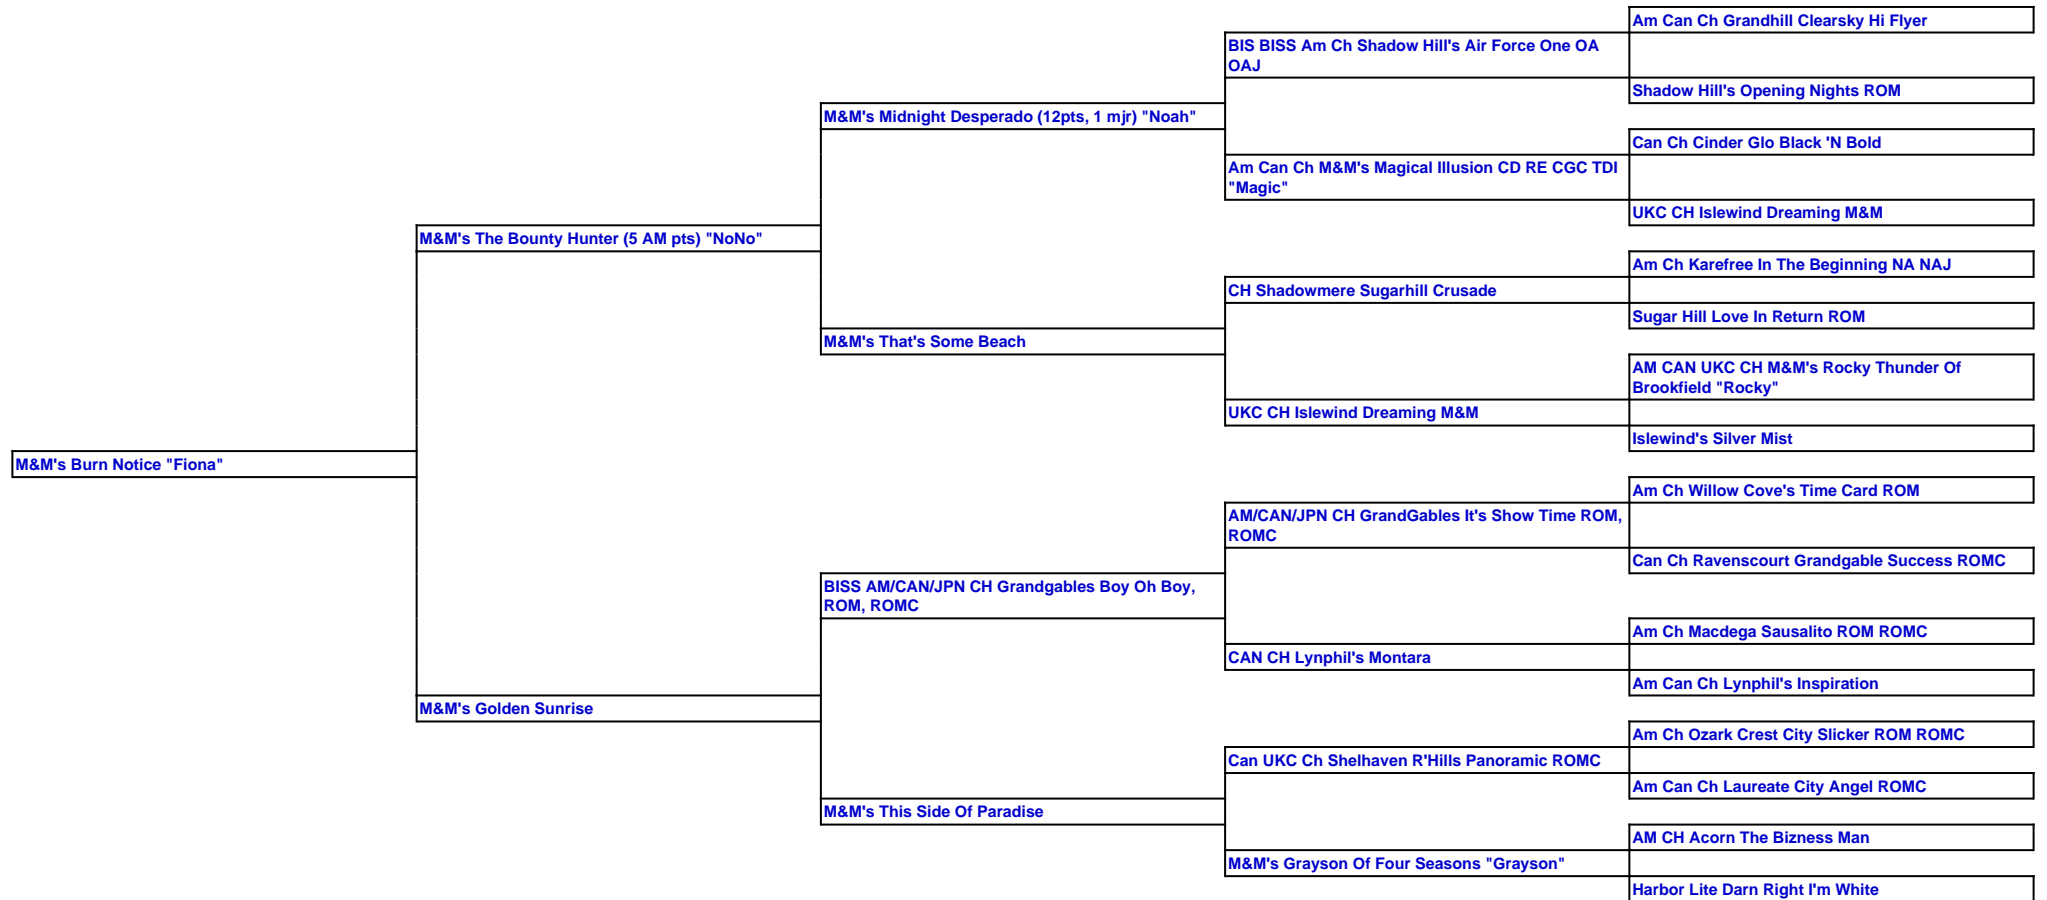 Am Can Ch Grandhill Clearsky Hi Flyer
BIS BISS Am Ch Shadow Hill's Air Force One OA
OAJ
Shadow Hill's Opening Nights ROM
M&M's Midnight Desperado (12pts, 1 mjr) "Noah"
Can Ch Cinder Glo Black 'N Bold
Am Can Ch M&M's Magical Illusion CD RE CGC TDI
"Magic"
UKC CH Islewind Dreaming M&M
M&M's The Bounty Hunter (5 AM pts) "NoNo"
Am Ch Karefree In The Beginning NA NAJ
CH Shadowmere Sugarhill Crusade
Sugar Hill Love In Return ROM
M&M's That's Some Beach
AM CAN UKC CH M&M's Rocky Thunder Of
Brookfield "Rocky"
UKC CH Islewind Dreaming M&M
Islewind's Silver Mist
M&M's Burn Notice "Fiona"
Am Ch Willow Cove's Time Card ROM
AM/CAN/JPN CH GrandGables It's Show Time ROM,
ROMC
Can Ch Ravenscourt Grandgable Success ROMC
BISS AM/CAN/JPN CH Grandgables Boy Oh Boy,
ROM, ROMC
Am Ch Macdega Sausalito ROM ROMC
CAN CH Lynphil's Montara
Am Can Ch Lynphil's Inspiration
M&M's Golden Sunrise
Am Ch Ozark Crest City Slicker ROM ROMC
Can UKC Ch Shelhaven R'Hills Panoramic ROMC
Am Can Ch Laureate City Angel ROMC
M&M's This Side Of Paradise
AM CH Acorn The Bizness Man
M&M's Grayson Of Four Seasons "Grayson"
Harbor Lite Darn Right I'm White